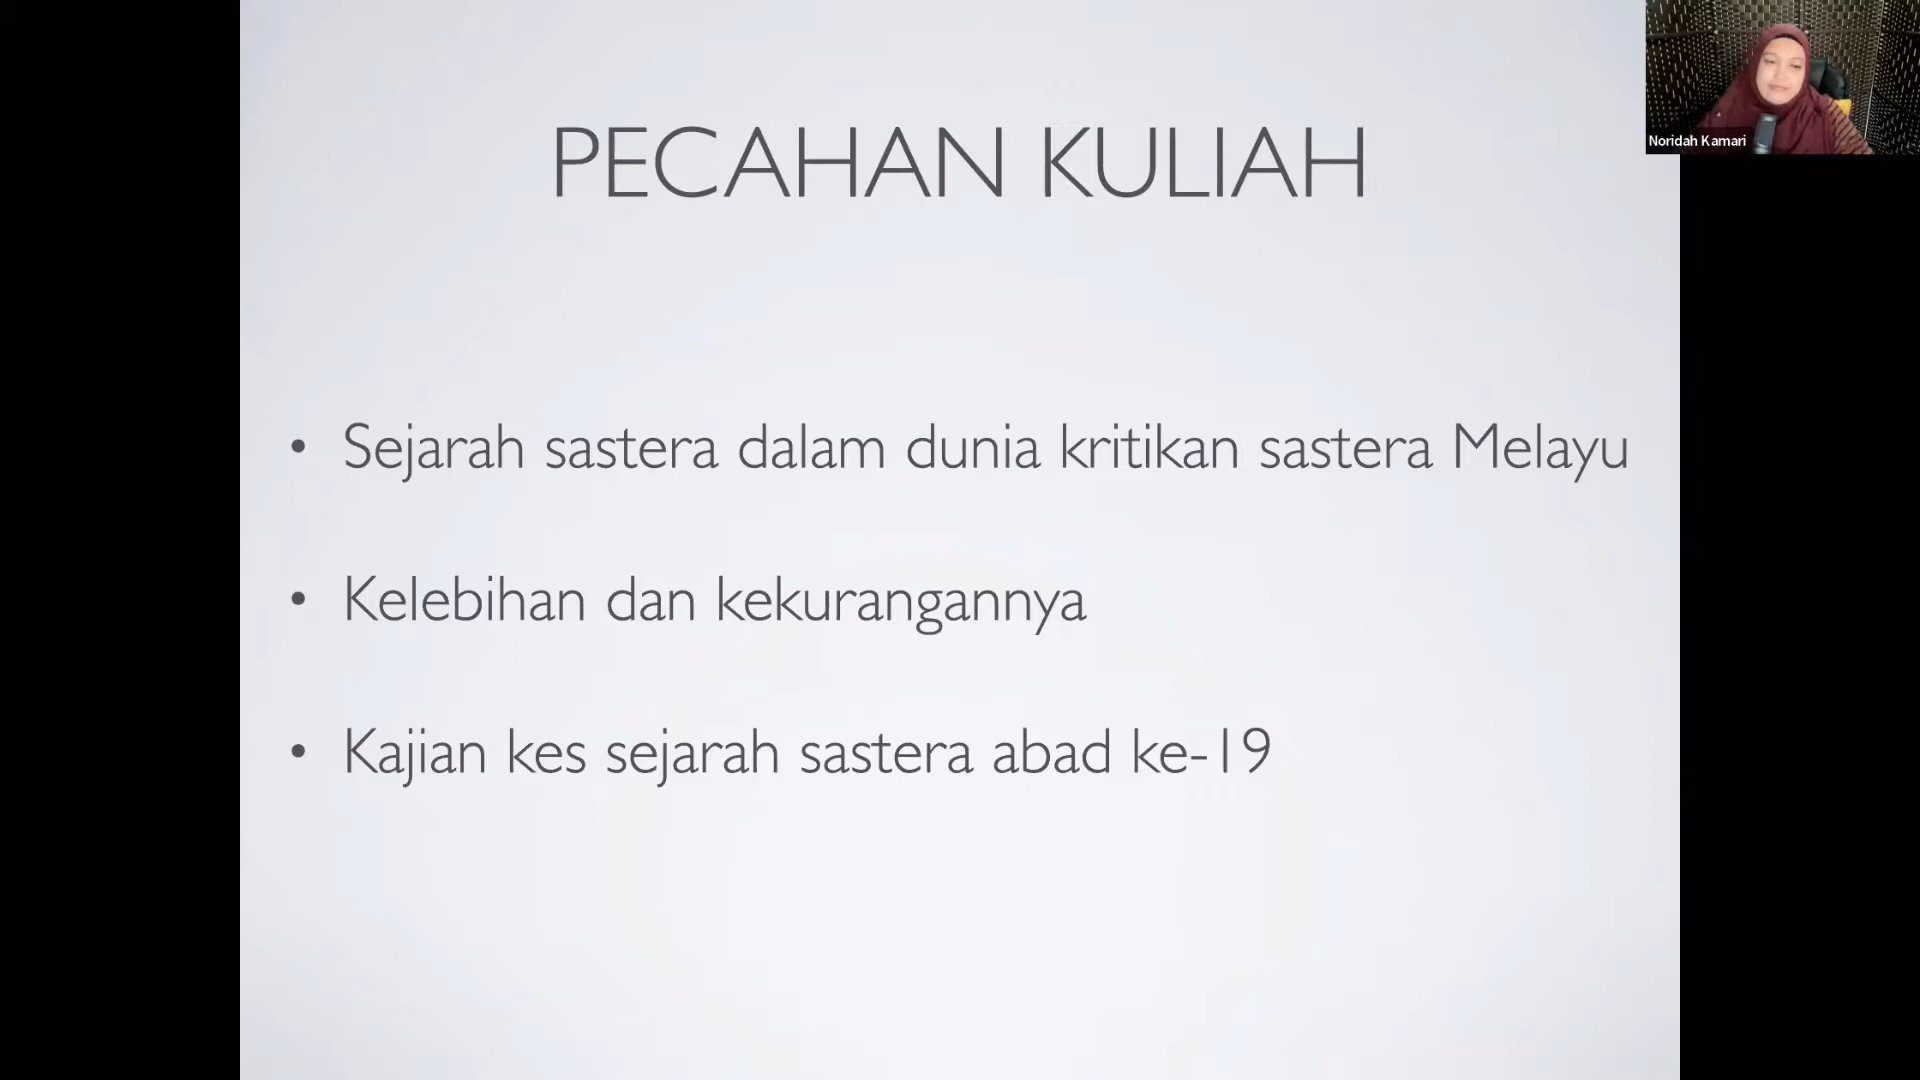 PECAHAN KULIAH
Noridah Kamari
• Sejarah sastera dalam dunia kritikan sastera Melayu
• Kelebihan dan kekurangannya
• Kajian kes sejarah sastera abad ke-19